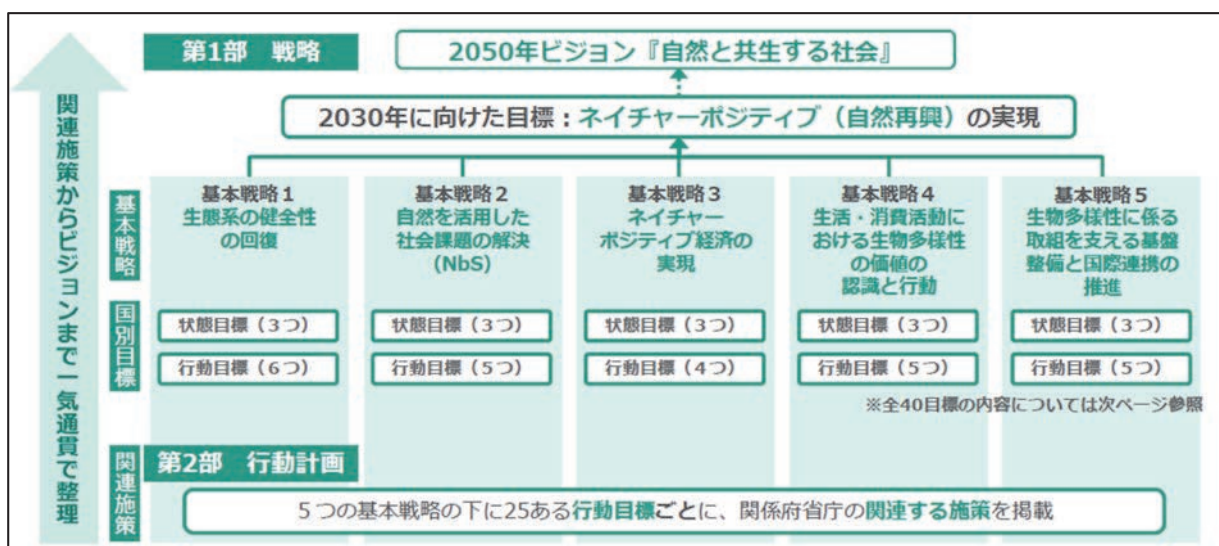 関連施策からビジョンまで一気通貫で整理
第1部 戦略
2050年ビジョン『自然と共生する社会』
2030年に向けた目標:ネイチャーポジティブ(自然再興)の実現
基本戦略
基本戦略1
生態系の健全性
の回復
基本戦略2
自然を活用した
社会課題の解決
(NbS)
基本戦略3
ネイチャー
ポジティブ経済の
実現
基本戦略4
生活・消費活動に
おける生物多様性
の価値の
認識と行動
基本戦略5
生物多様性に係る
取組を支える基盤
整備と国際連携の
推進
国別目標
状態目標(3つ)
状態目標(3つ)
状態目標(3つ)
状態目標(3つ)
状態目標(3つ)
行動目標(6つ)
行動目標(5つ)
行動目標(4つ)
行動目標(5つ)
行動目標(5つ)
※全40目標の内容については次ページ参照
関連施策
第2部 行動計画
5つの基本戦略の下に25ある行動目標ごとに、関係府省庁の関連する施策を掲載